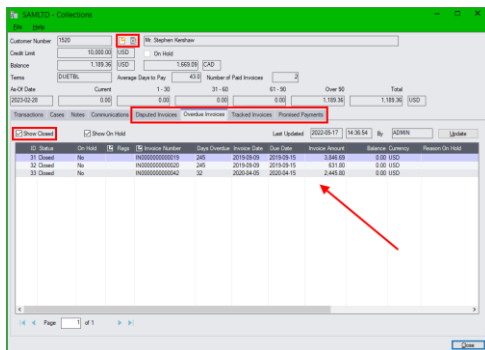 SAMLTD - Collections
File Help
Customer Number 1520 Mr. Stephen Kershaw
Credit Limit 10,000.00 USD On Hold
Balance 1,189.36 USD 1,669.09 CAD
Terms DUETBL Average Days to Pay 43.0 Number of Paid Invoices 2
As-Of Date Current 1 - 30 31 - 60 61 - 90 Over 90 Total
2023-02-20 0.00 0.00 0.00 0.00 1,189.36 1,189.36 USD
Transactions Cases Notes Communications Disputed Invoices Overdue Invoices Tracked Invoices Promised Payments
Show Closed Show On Hold Last Updated 2022-05-17 14:36:54 By ADMIN Update
ID Status On Hold Flags Invoice Number Days Overdue Invoice Date Due Date Invoice Amount Balance Currency Reason On Hold
31 Closed No IN0000000000019 245 2019-09-09 2019-09-15 3,846.69 0.00 USD
32 Closed No IN0000000000020 245 2019-09-09 2019-09-15 631.80 0.00 USD
33 Closed No IN0000000000042 32 2020-04-05 2020-04-15 2,445.80 0.00 USD
Page 1 of 1
Close